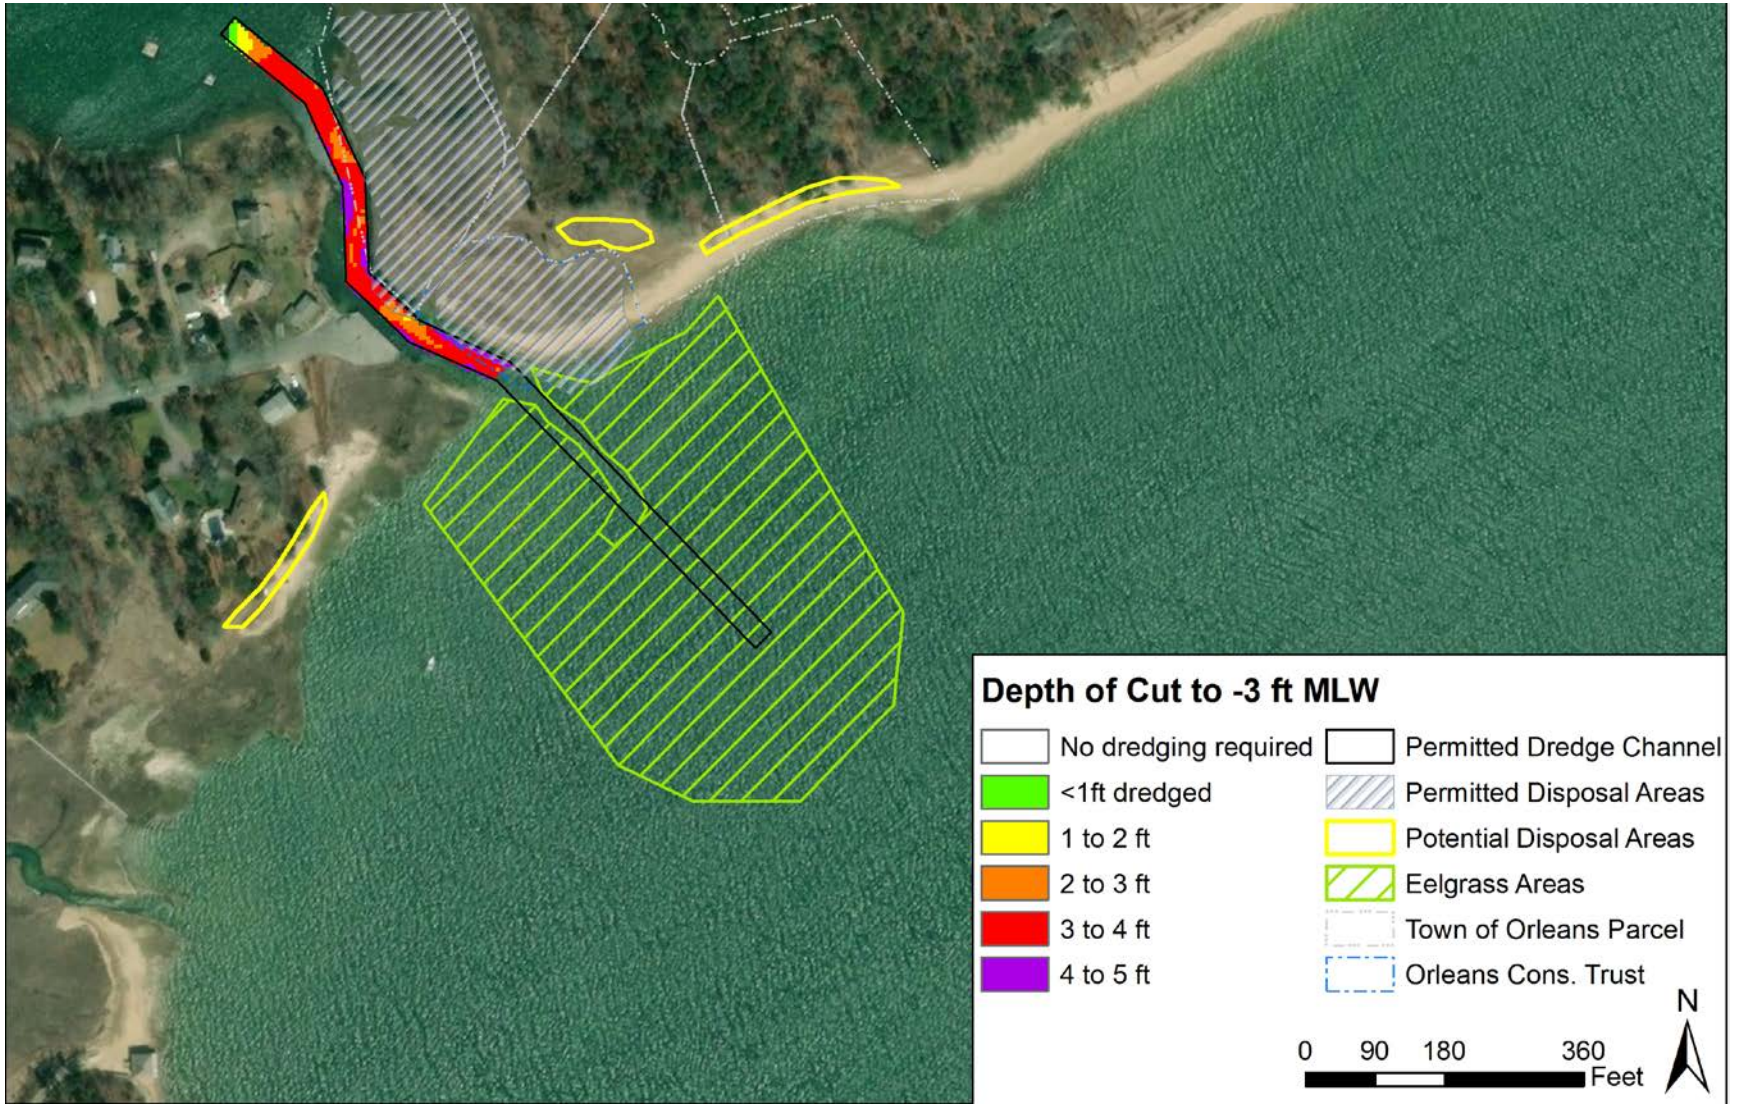 Depth of Cut to -3 ft MLW
No dredging required
<1ft dredged
1 to 2 ft
2 to 3 ft
3 to 4 ft
4 to 5 ft
Permitted Dredge Channel
Permitted Disposal Areas
Potential Disposal Areas
Eelgrass Areas
Town of Orleans Parcel
Orleans Cons. Trust
N
0 90 180 360
Feet